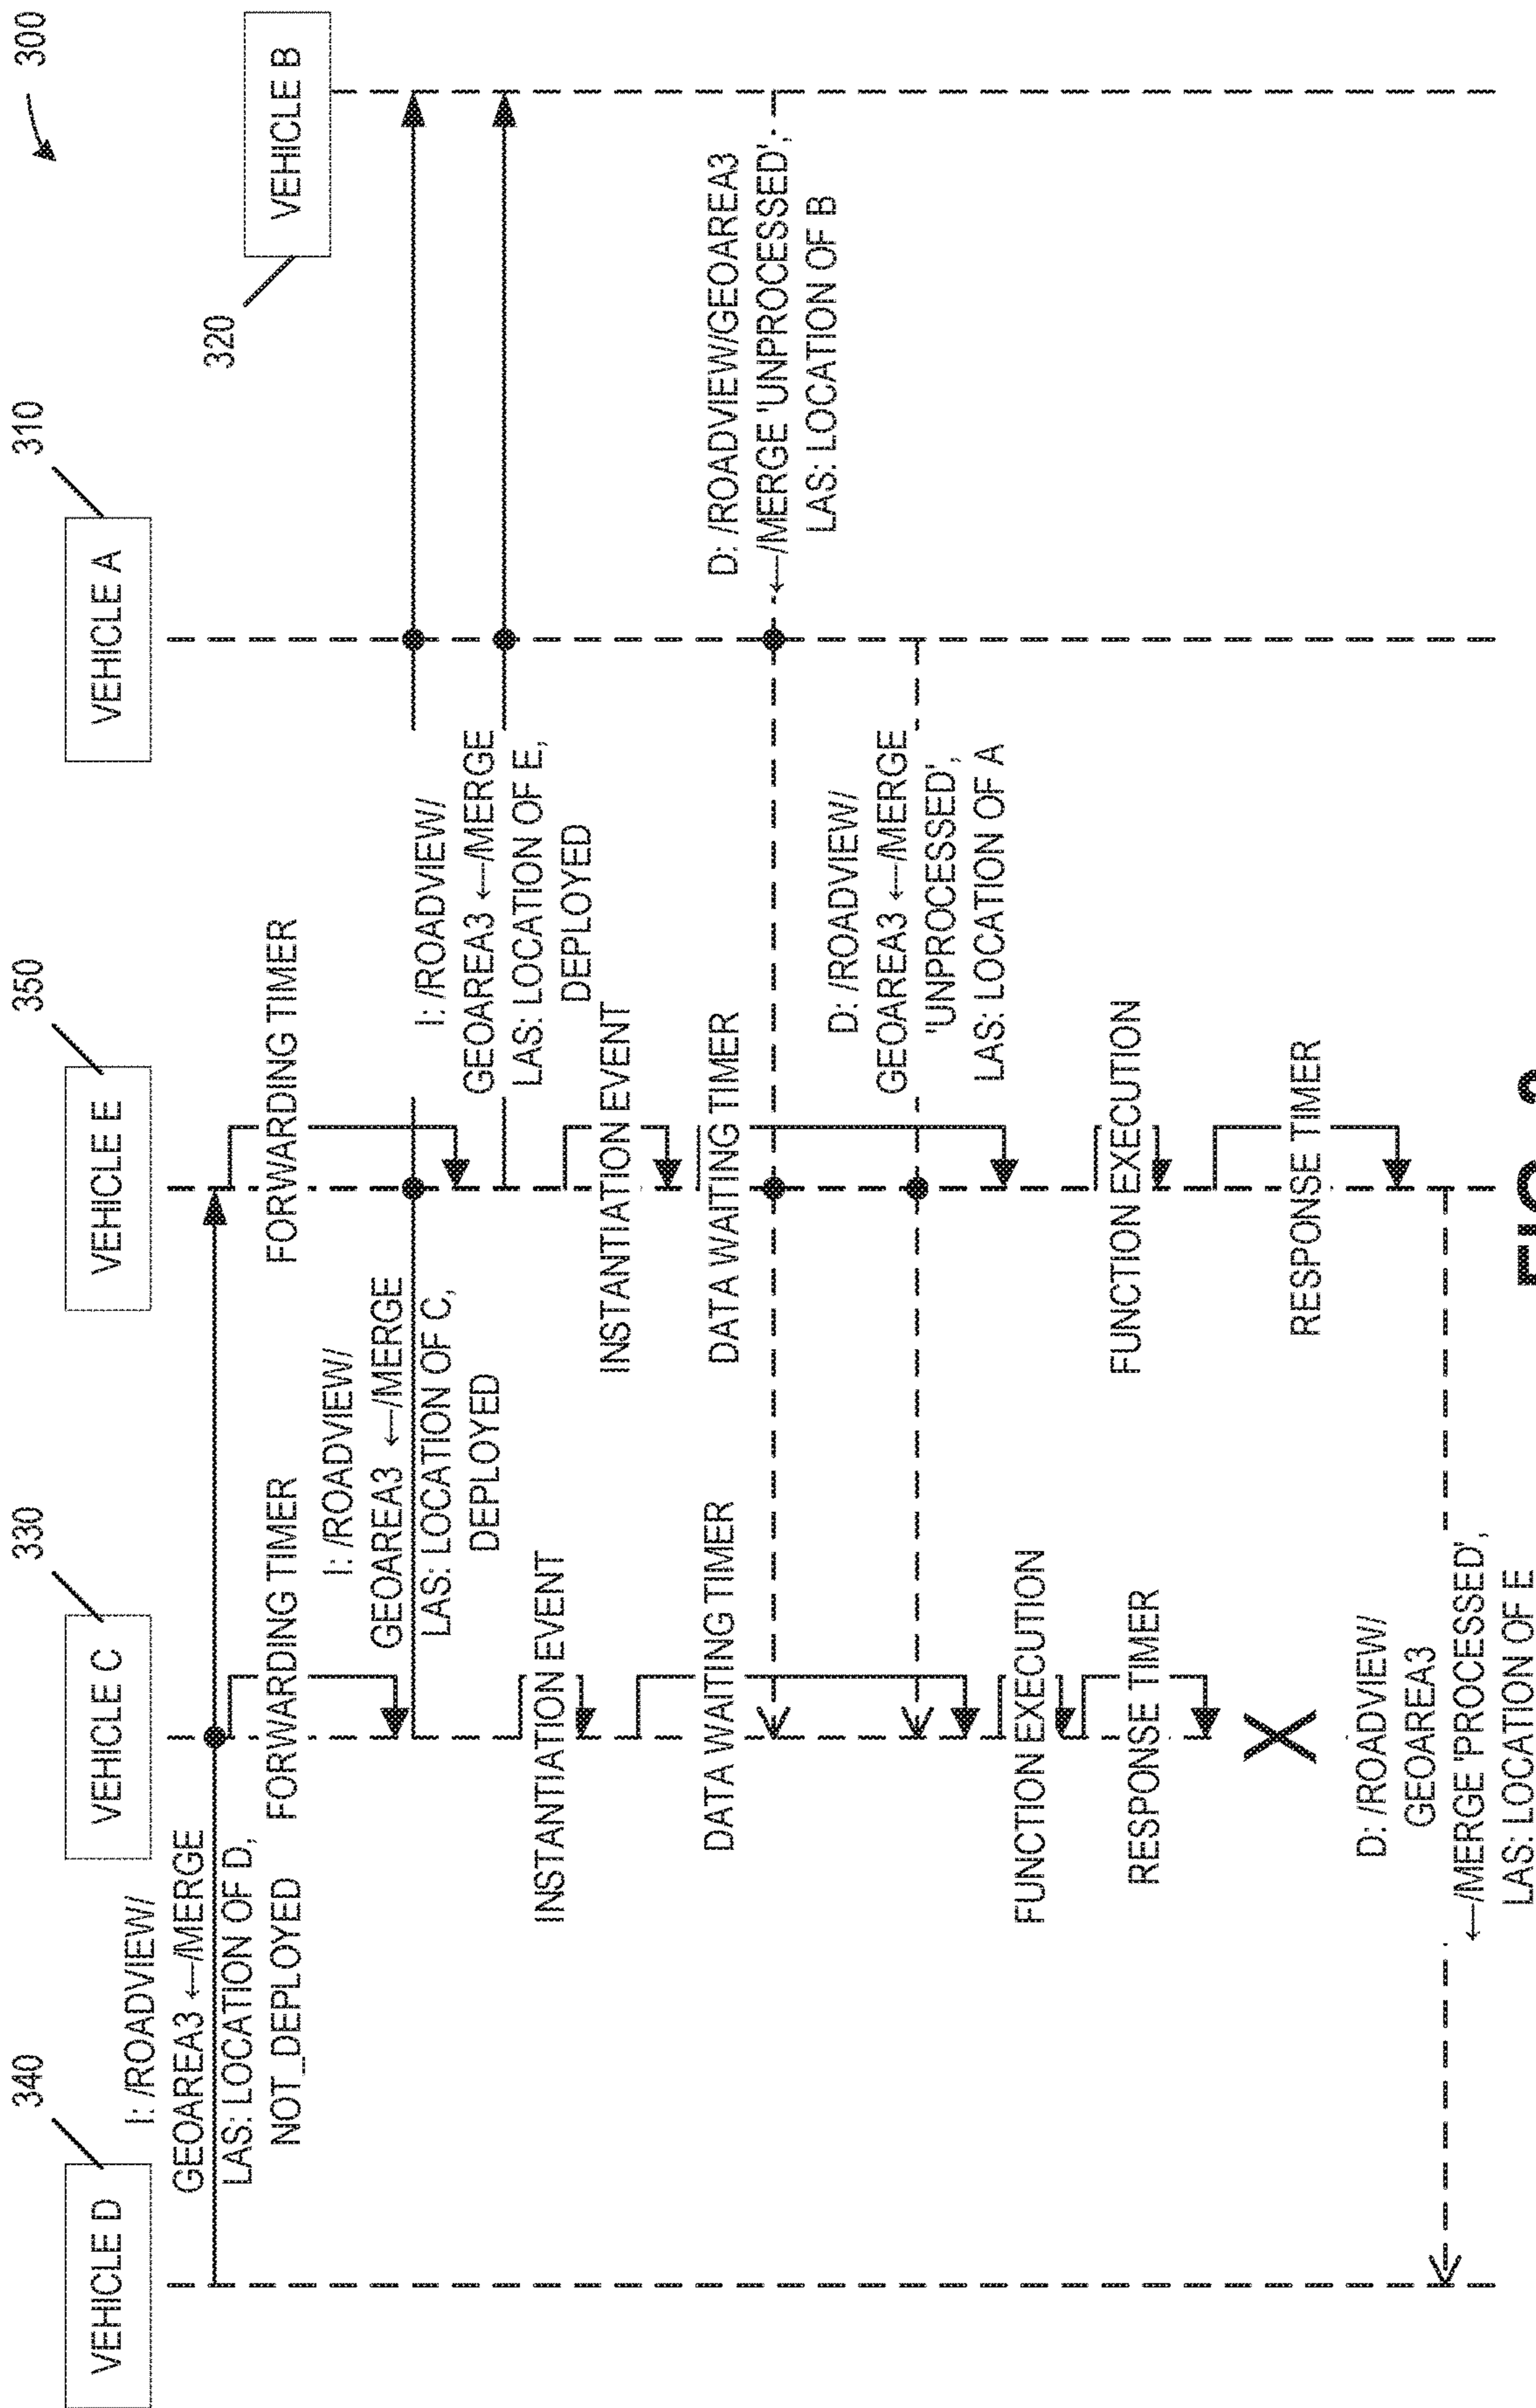 300
340
330
350
310
320
VEHICLE D
VEHICLE C
VEHICLE E
VEHICLE A
VEHICLE B
I: /ROADVIEW/
GEOAREA3 ←/MERGE
LAS: LOCATION OF D,
NOT_DEPLOYED
FORWARDING TIMER
FORWARDING TIMER
I: /ROADVIEW/
GEOAREA3 ←/MERGE
LAS: LOCATION OF C,
DEPLOYED
I: /ROADVIEW/
GEOAREA3 ←/MERGE
LAS: LOCATION OF E,
DEPLOYED
INSTANTIATION EVENT
INSTANTIATION EVENT
DATA WAITING TIMER
DATA WAITING TIMER
D: /ROADVIEW/GEOAREA3
←/MERGE 'UNPROCESSED',
LAS: LOCATION OF B
D: /ROADVIEW/
GEOAREA3 ←/MERGE
'UNPROCESSED',
LAS: LOCATION OF A
FUNCTION EXECUTION
FUNCTION EXECUTION
RESPONSE TIMER
RESPONSE TIMER
X
D: /ROADVIEW/
GEOAREA3
←/MERGE 'PROCESSED',
LAS: LOCATION OF E